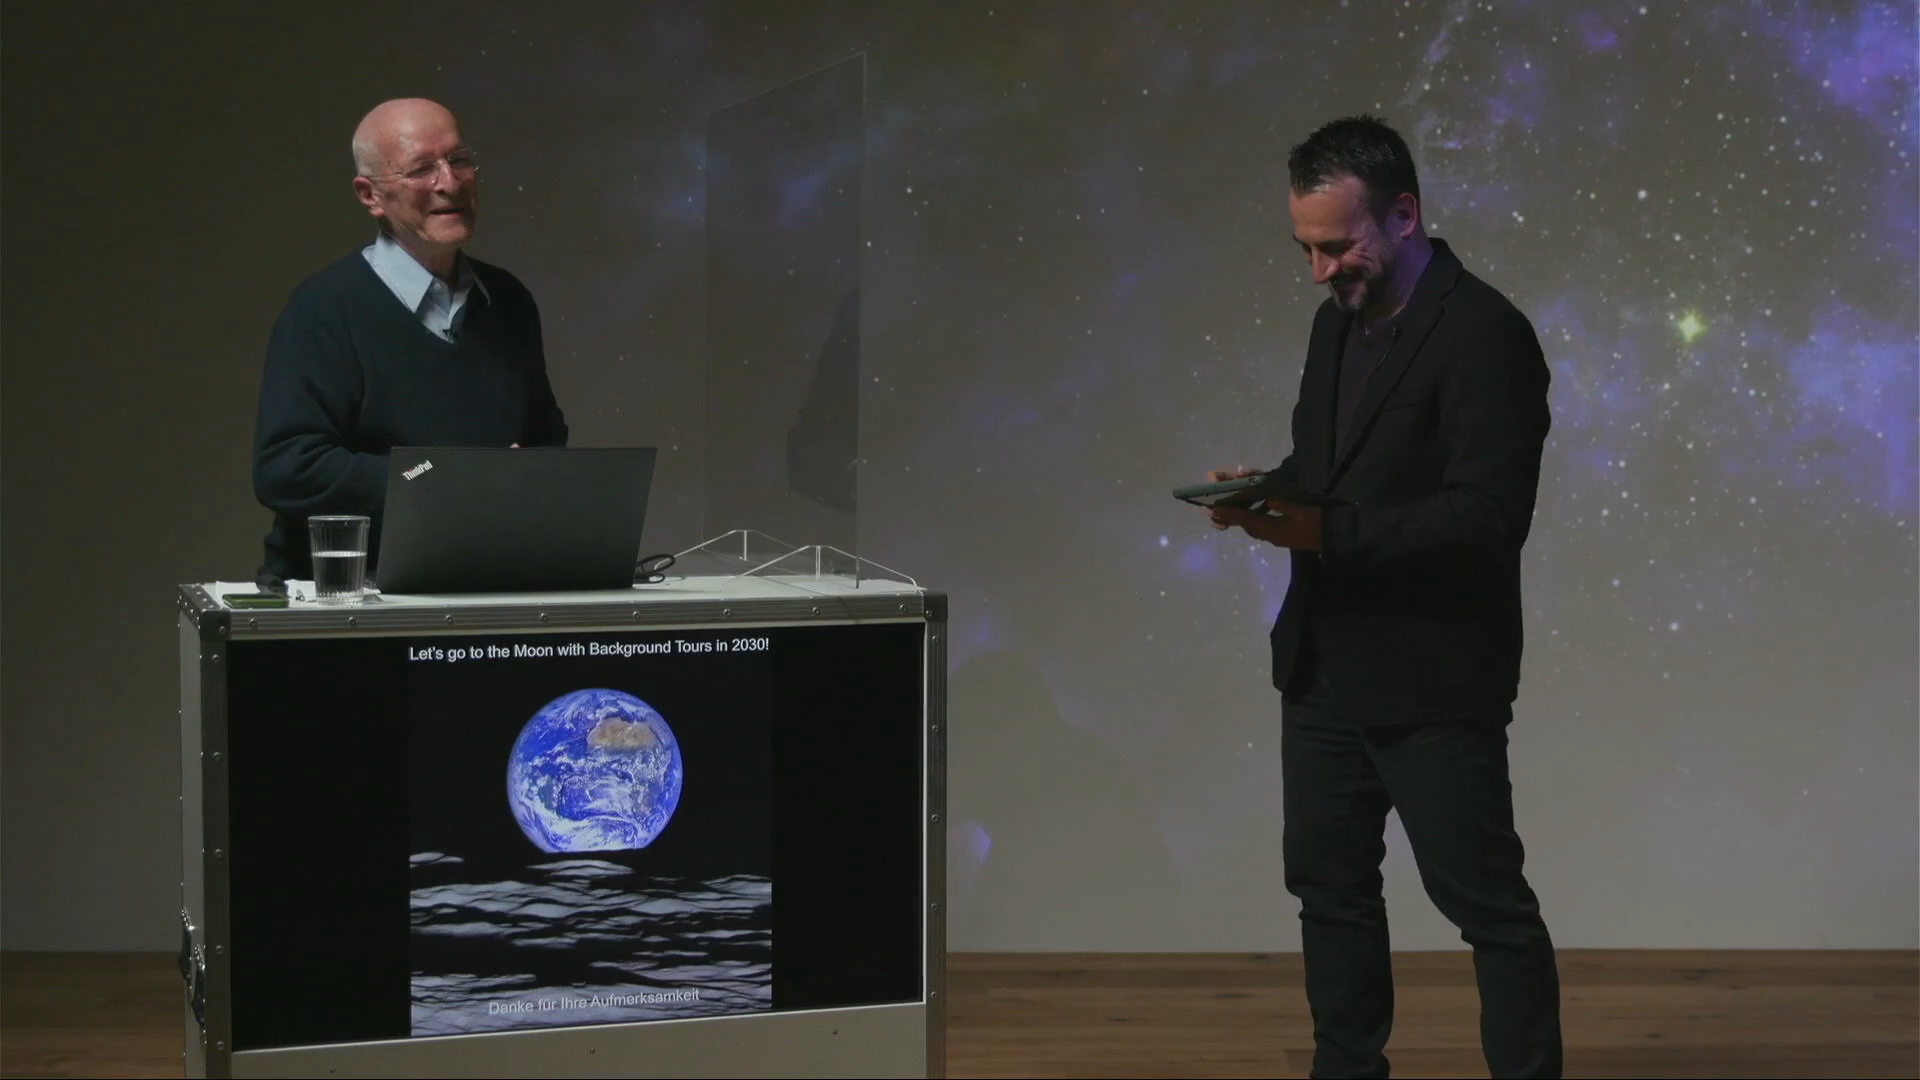 ThinkPad
Let's go to the Moon with Background Tours in 2030!
Danke für Ihre Aufmerksamkeit